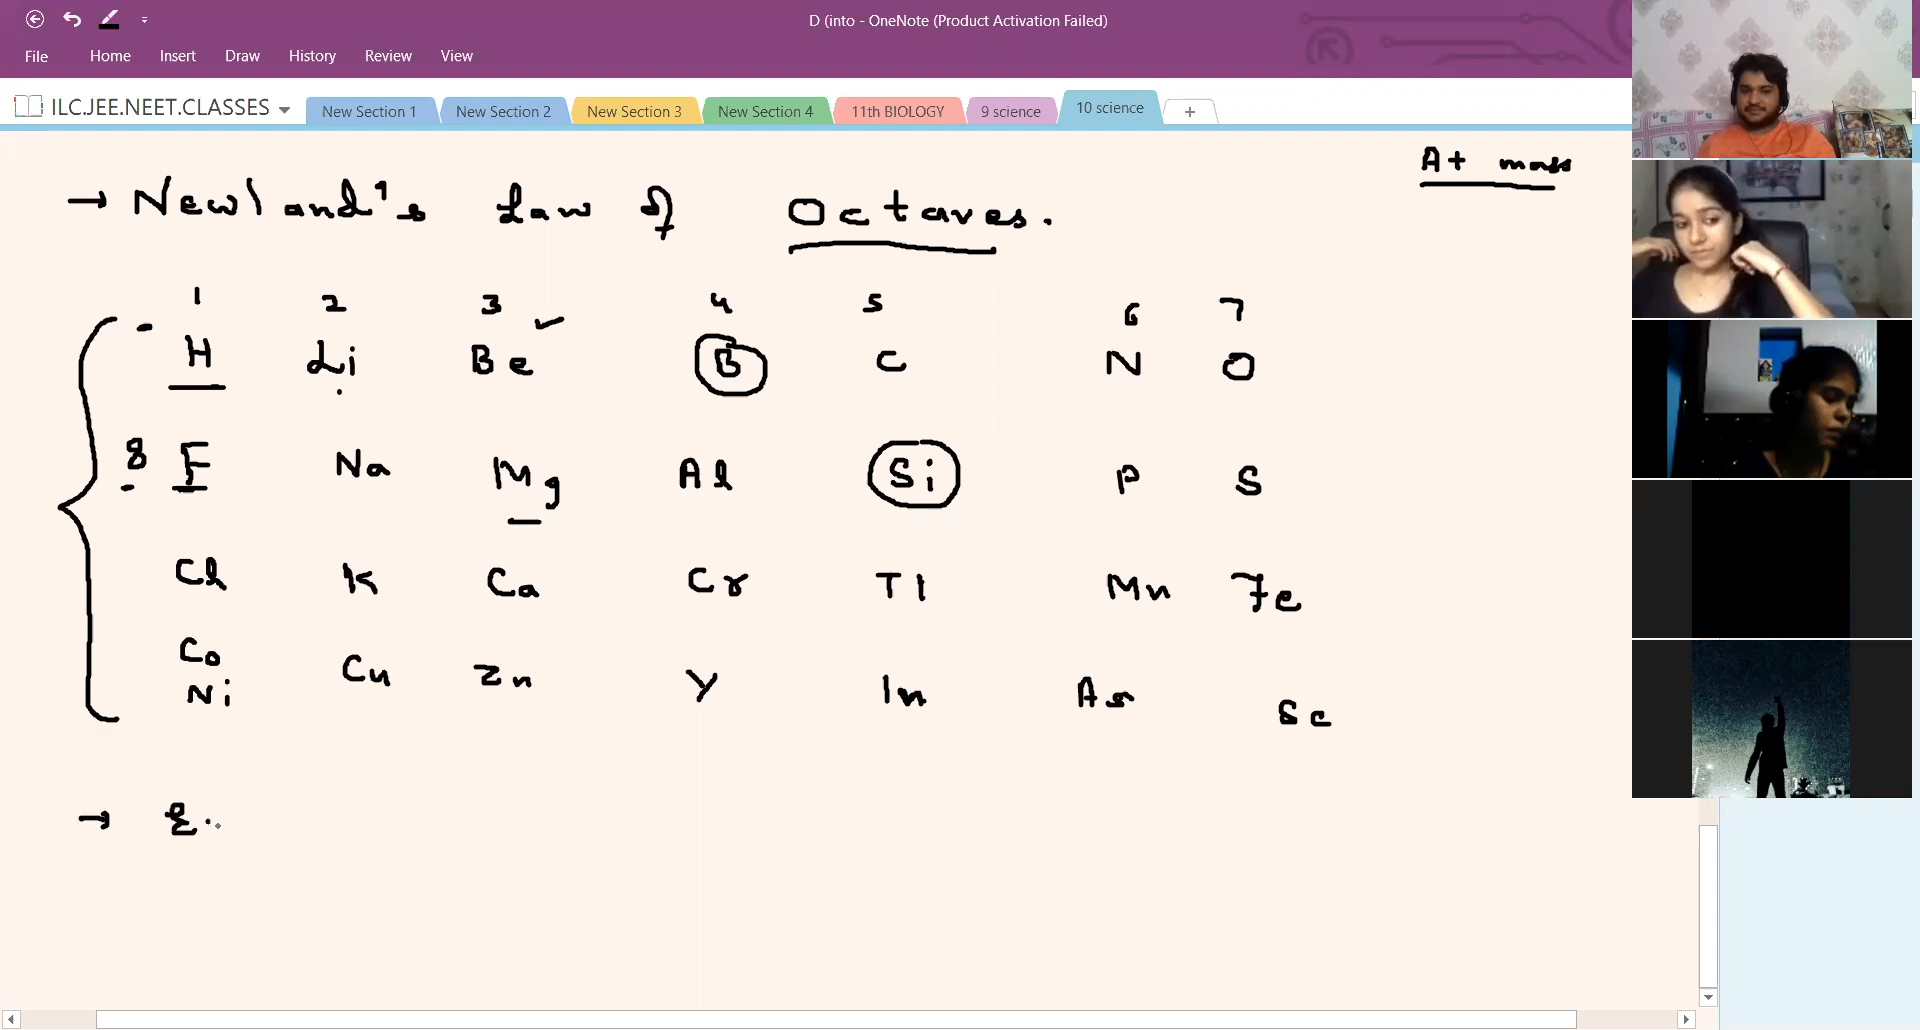 D (into - OneNote (Product Activation Failed)
File Home Insert Draw History Review View
ILC.JEE.NEET.CLASSES New Section 1 New Section 2 New Section 3 New Section 4 11th BIOLOGY 9 science 10 science +
At mass
→ Newland's Law of Octaves.
1 2 3 4 5 6 7
H Li Be B C N O
8 F Na Mg Al Si P S
Cl K Ca Cr Tl Mn Fe
Co Cu Zn Y In As Se
Ni
→